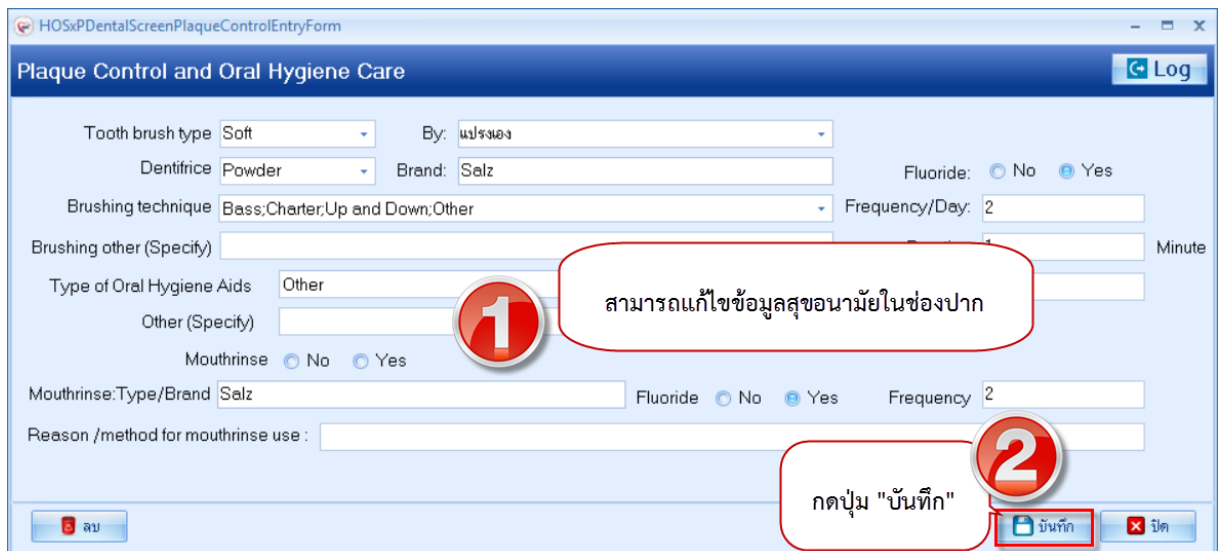 HOSxPDentalScreenPlaqueControlEntryForm
Plaque Control and Oral Hygiene Care
Log
Tooth brush type Soft By: แปรงเอง
Dentifrice Powder Brand: Salz Fluoride: No Yes
Brushing technique Bass;Charter;Up and Down;Other Frequency/Day: 2
Brushing other (Specify) Minute
Type of Oral Hygiene Aids Other
1
สามารถแก้ไขข้อมูลสุขอนามัยในช่องปาก
Other (Specify)
Mouthrinse No Yes
Mouthrinse:Type/Brand Salz Fluoride No Yes Frequency 2
Reason /method for mouthrinse use :
2
กดปุ่ม "บันทึก"
ลบ บันทึก ปิด